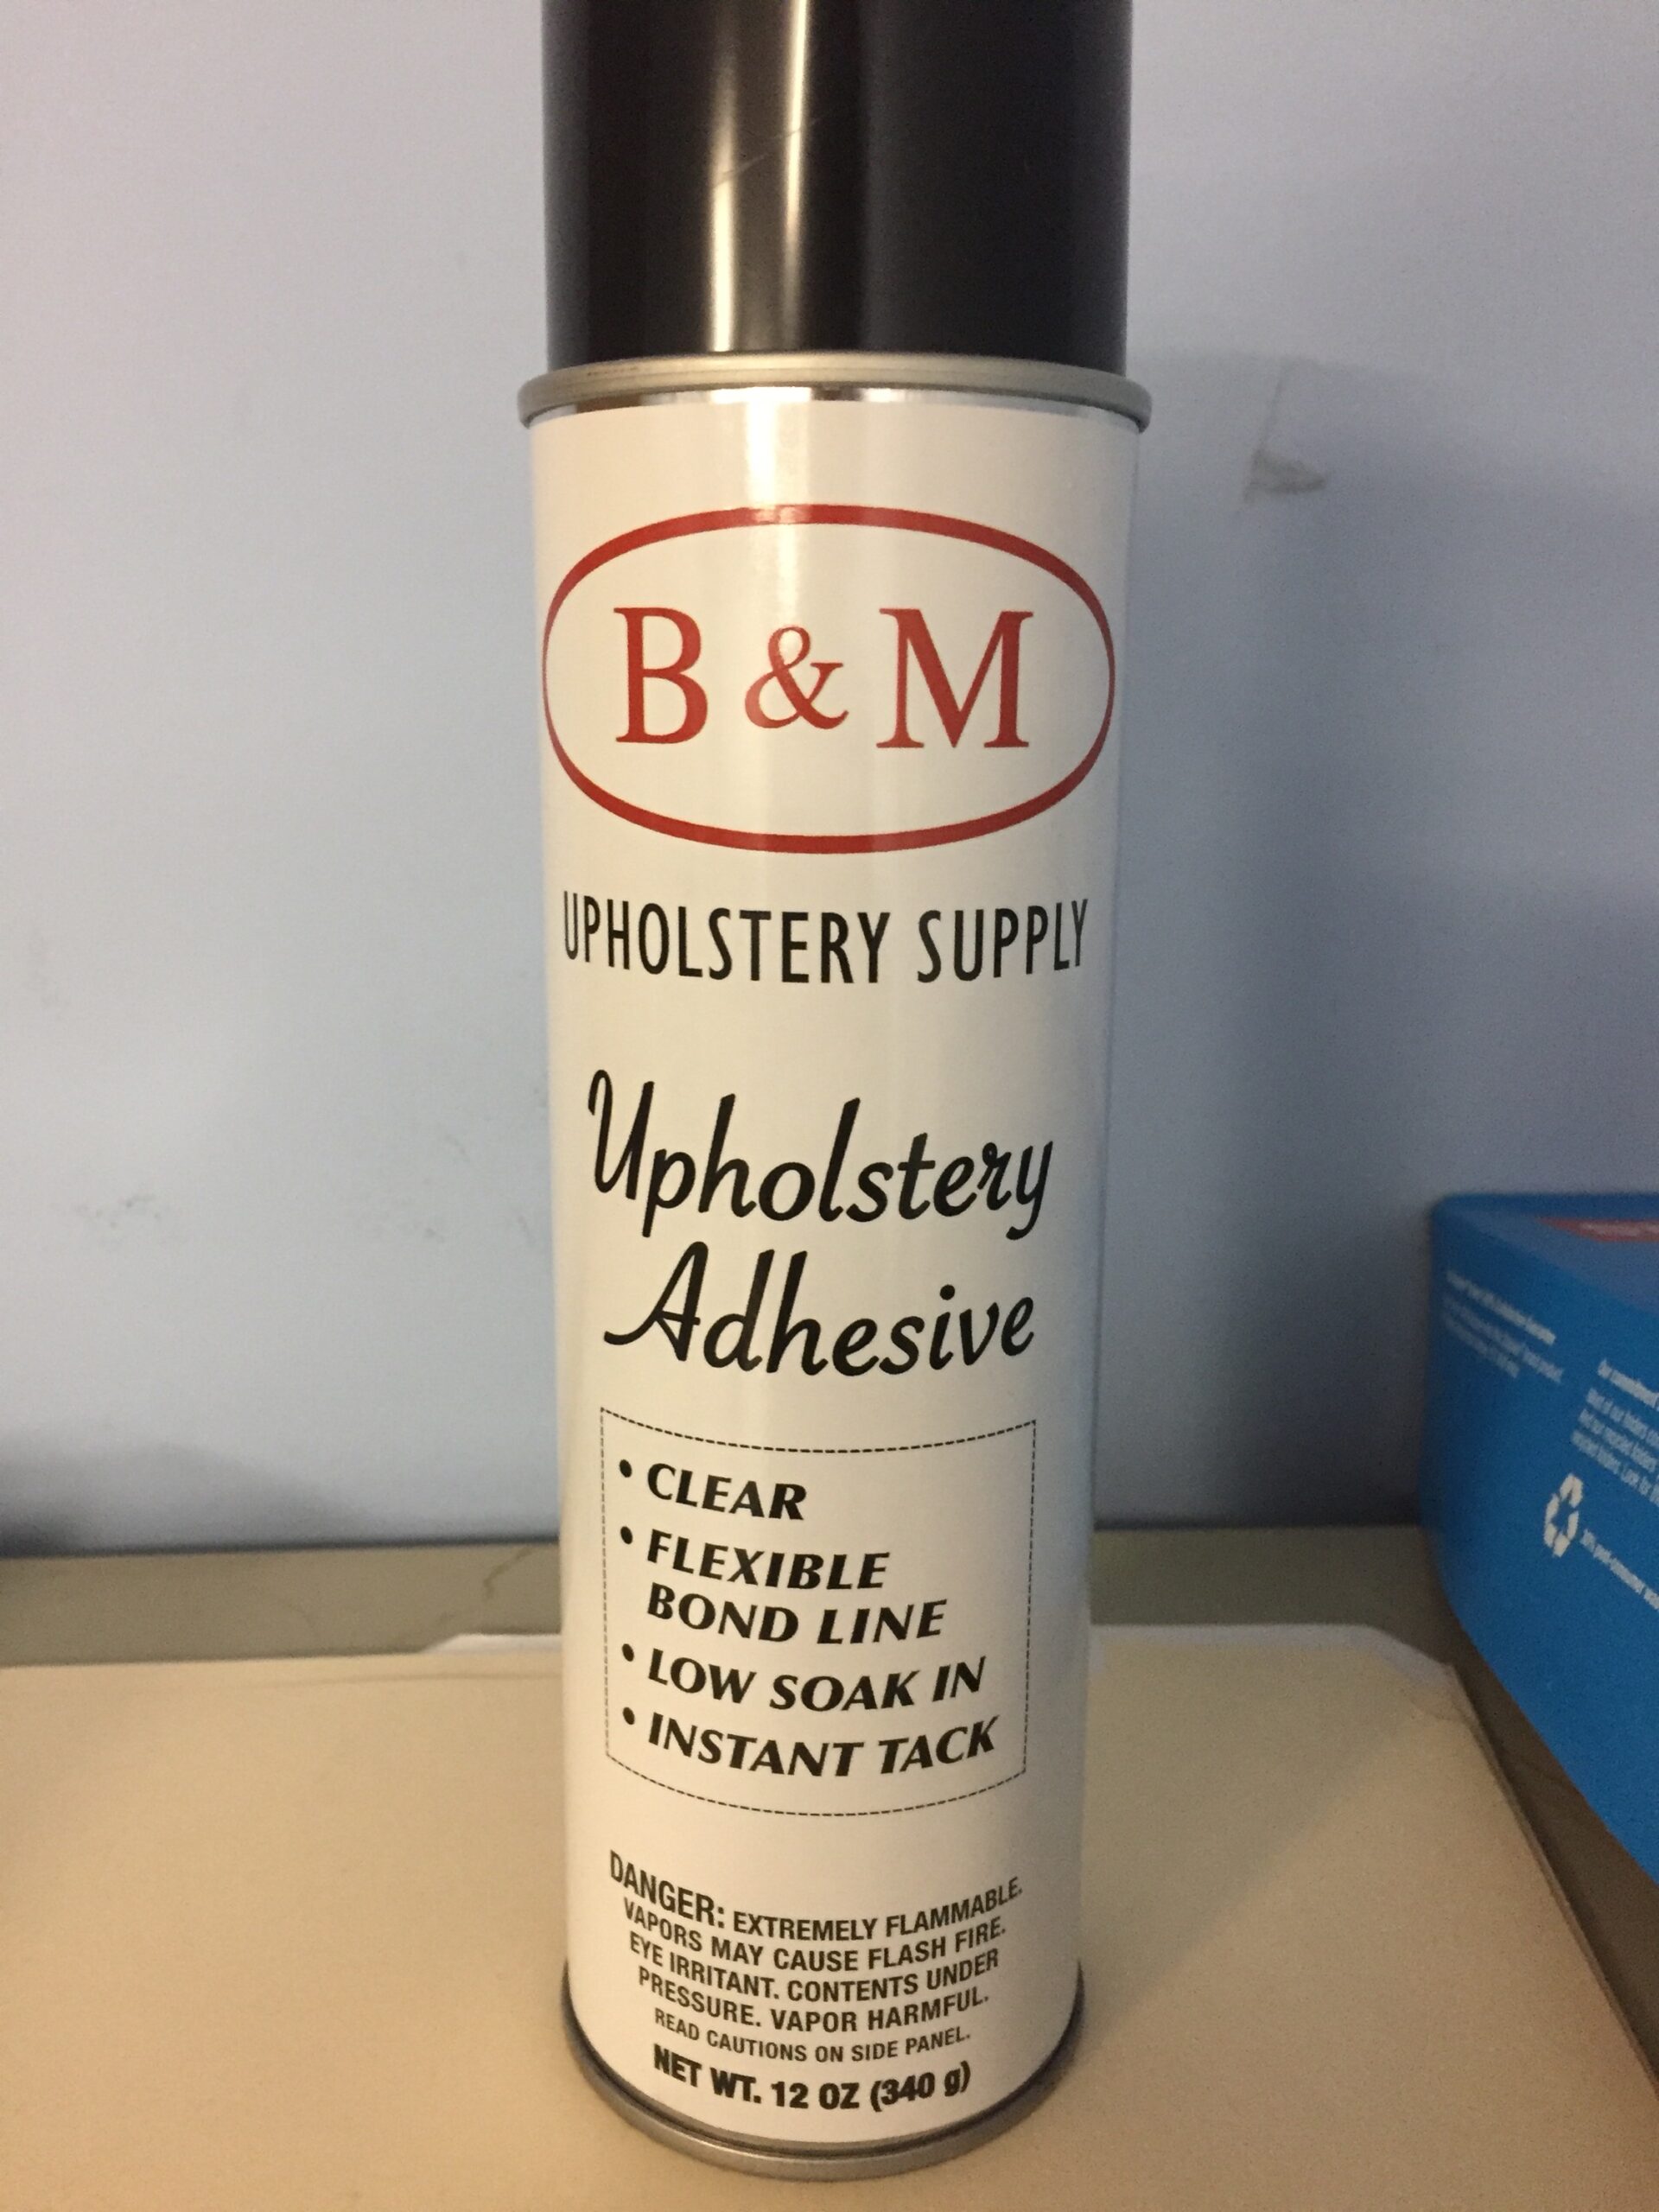 B & M
UPHOLSTERY SUPPLY
Upholstery
Adhesive
• CLEAR
• FLEXIBLE
BOND LINE
• LOW SOAK IN
• INSTANT TACK
DANGER: EXTREMELY FLAMMABLE.
VAPORS MAY CAUSE FLASH FIRE.
EYE IRRITANT. CONTENTS UNDER
PRESSURE. VAPOR HARMFUL.
READ CAUTIONS ON SIDE PANEL.
NET WT. 12 OZ (340 g)
Our commitment